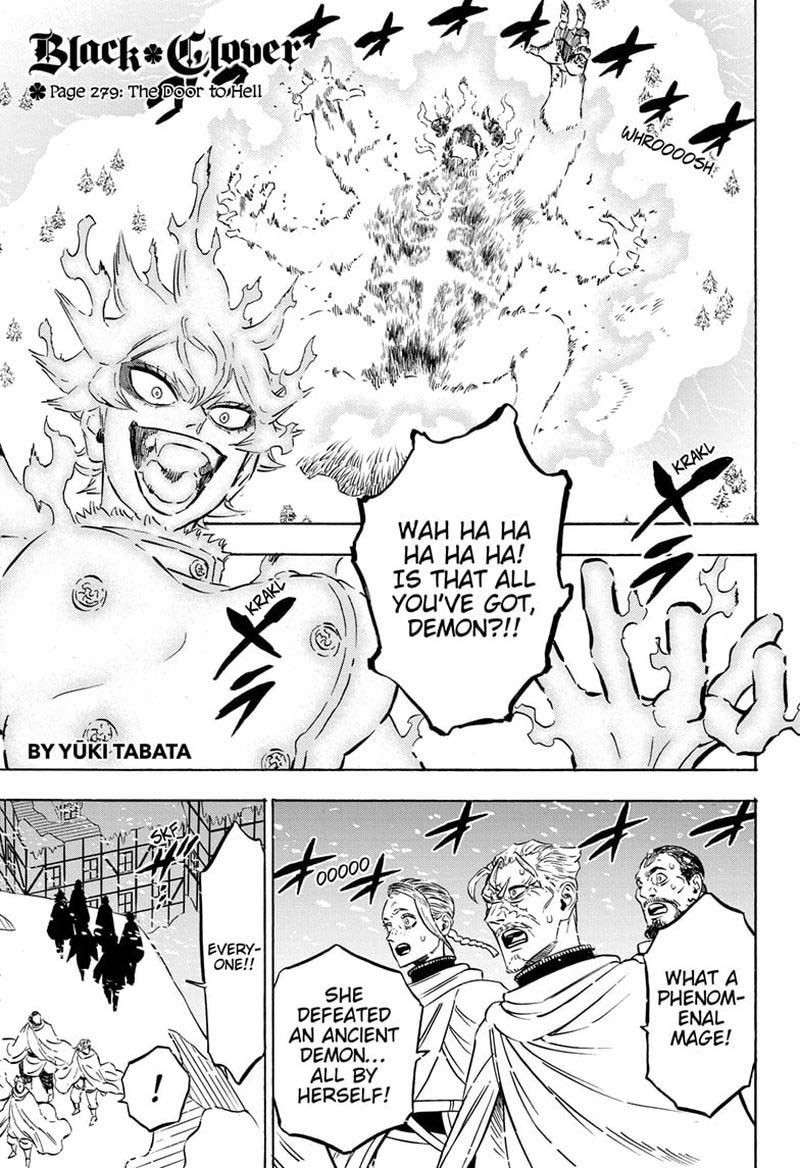 Black Clover
Page 279: The Door to Hell
WHROOOOSH
KRAKL
WAH HA HA
HA HA HA!
IS THAT ALL
YOU'VE GOT,
DEMON?!!
KRAKL
BY YŪKI TABATA
OOOOO
WHAT A
PHENOM-
ENAL
MAGE!
SHE
DEFEATED
AN ANCIENT
DEMON...
ALL BY
HERSELF!
SKF
EVERY-
ONE!!
!